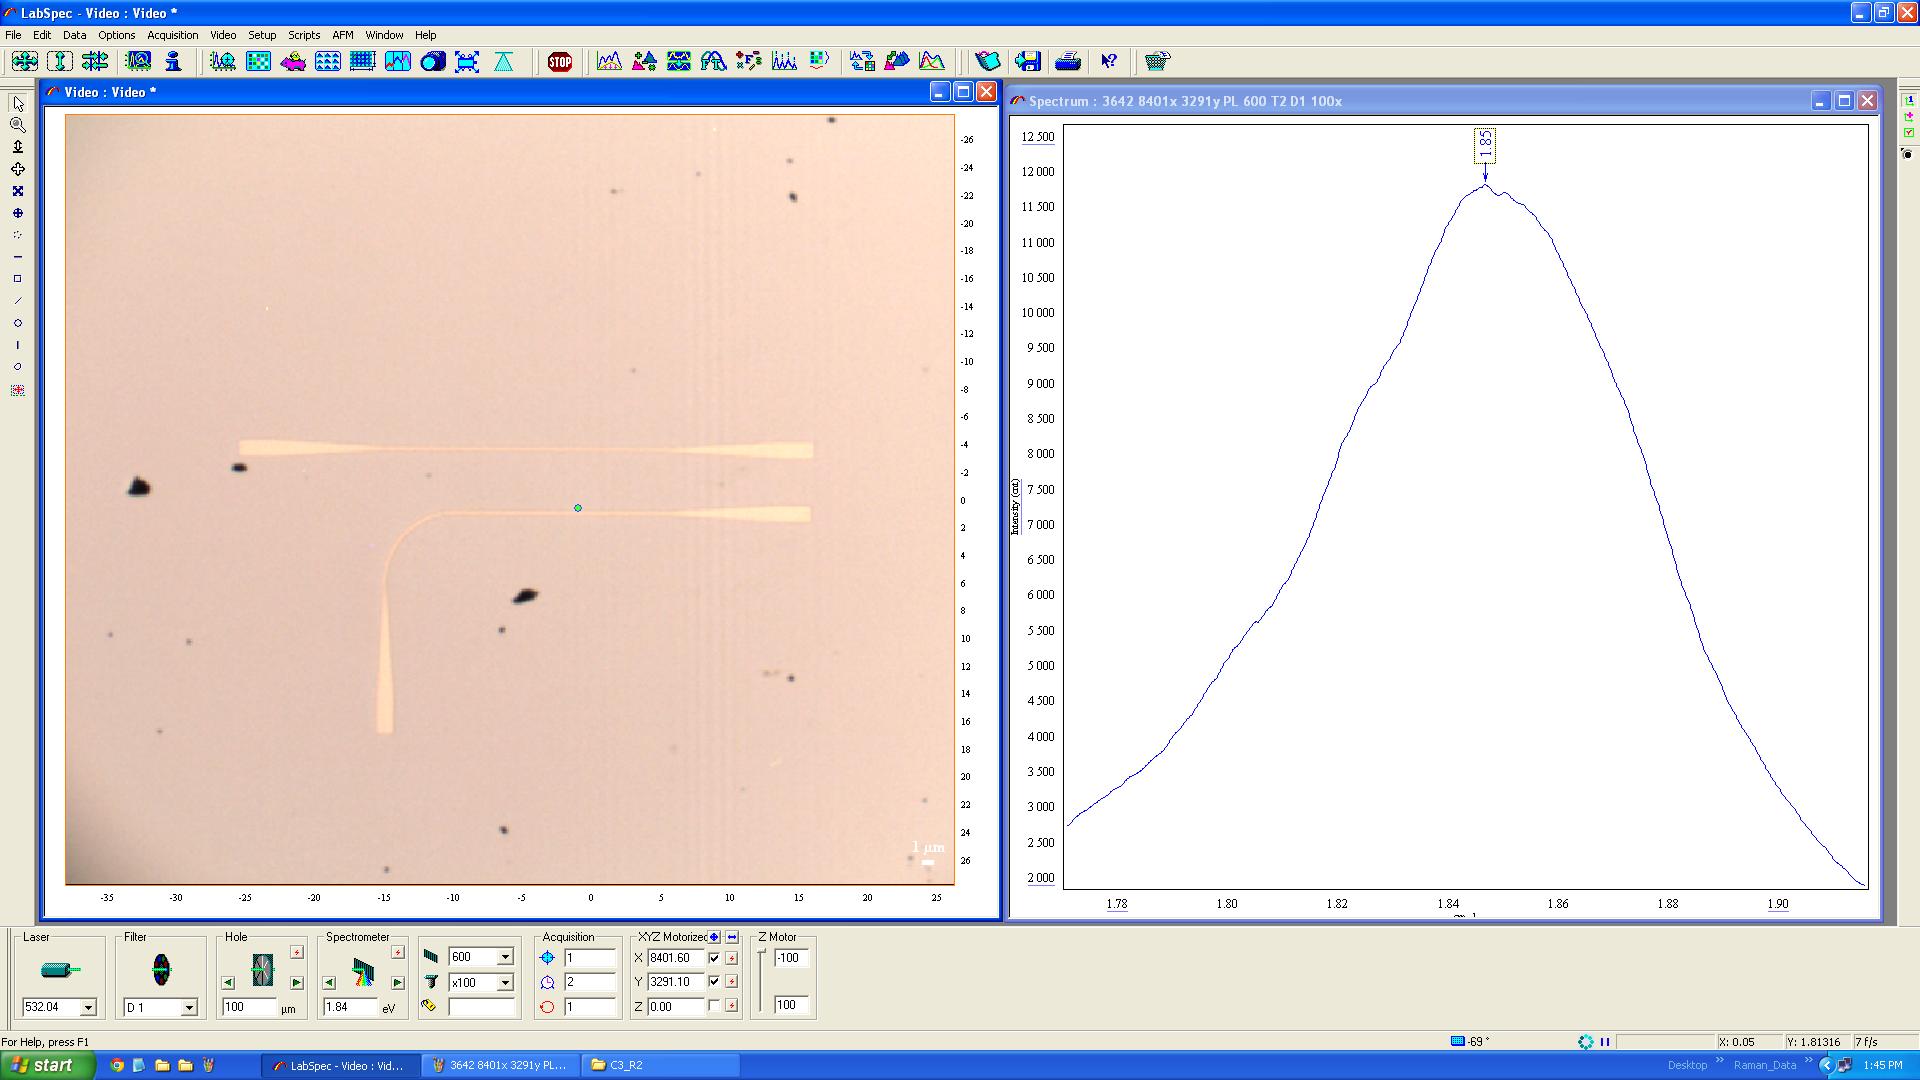 LabSpec - Video : Video *
File Edit Data Options Acquisition Video Setup Scripts AFM Window Help
STOP
Video : Video *
-26
-24
-22
-20
-18
-16
-14
-12
-10
-8
-6
-4
-2
0
2
4
6
8
10
12
14
16
18
20
22
24
26
1 µm
-35 -30 -25 -20 -15 -10 -5 0 5 10 15 20 25
Spectrum : 3642 8401x 3291y PL 600 T2 D1 100x
1.85
12 500
12 000
11 500
11 000
10 500
10 000
9 500
9 000
8 500
8 000
7 500
7 000
6 500
6 000
5 500
5 000
4 500
4 000
3 500
3 000
2 500
2 000
Intensity (cnt)
1.78 1.80 1.82 1.84 1.86 1.88 1.90
Laser
532.04
Filter
D 1
Hole
100 µm
Spectrometer
1.84 eV
600
x100
Acquisition
1
2
1
XYZ Motorized
X 8401.60
Y 3291.10
Z 0.00
Z Motor
-100
100
For Help, press F1
-69 °
X: 0.05
Y: 1.81316
7 f/s
start
LabSpec - Video : Vid...
3642 8401x 3291y PL...
C3_R2
Desktop
Raman_Data
1:45 PM